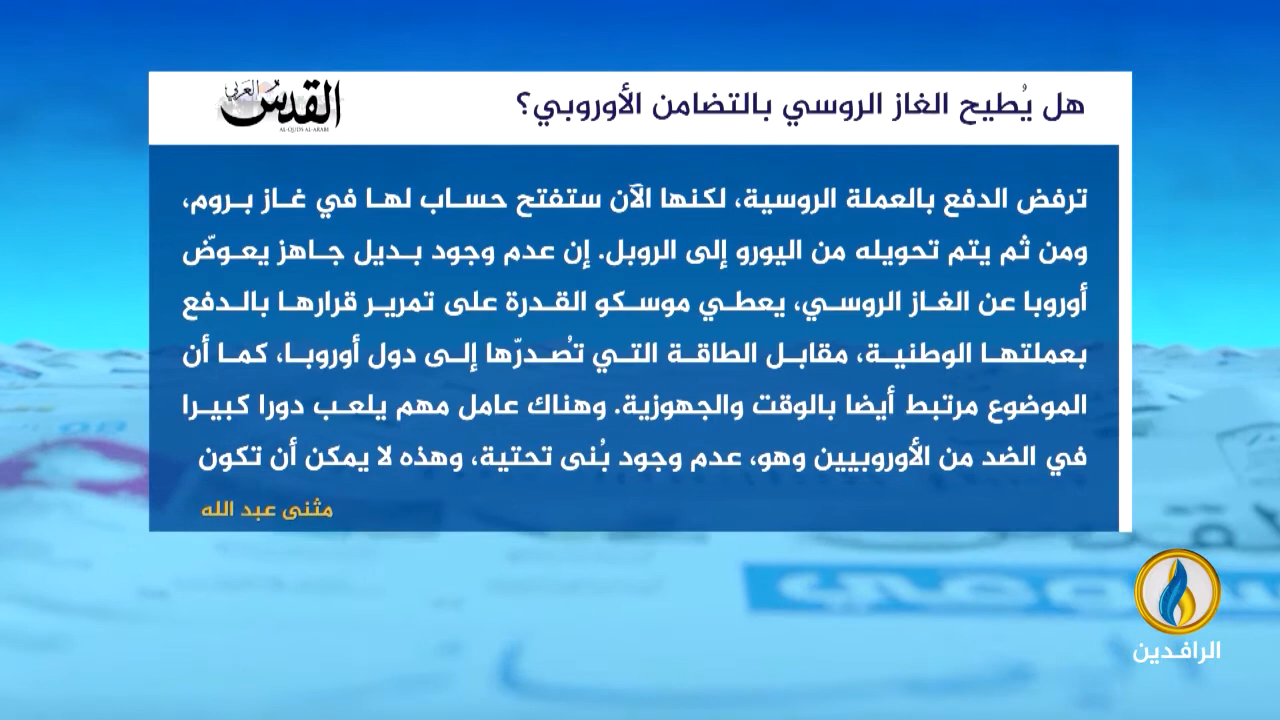 القدس العربي
AL-QUDS AL-ARABI
هل يُطيح الغاز الروسي بالتضامن الأوروبي؟
ترفض الدفع بالعملة الروسية، لكنها الآن ستفتح حساب لها في غاز بروم،
ومن ثم يتم تحويله من اليورو إلى الروبل. إن عدم وجود بديل جاهز يعوّض
أوروبا عن الغاز الروسي، يعطي موسكو القدرة على تمرير قرارها بالدفع
بعملتها الوطنية، مقابل الطاقة التي تُصدرّها إلى دول أوروبا، كما أن
الموضوع مرتبط أيضا بالوقت والجهوزية. وهناك عامل مهم يلعب دورا كبيرا
في الضد من الأوروبيين وهو، عدم وجود بُنى تحتية، وهذه لا يمكن أن تكون
مثنى عبد الله
الرافدين